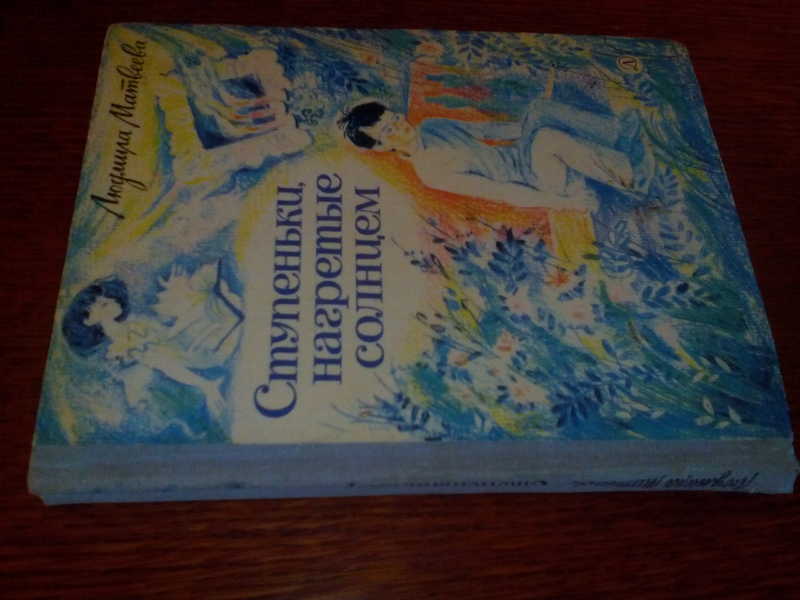 Людмила Матвеева
Ступеньки,
нагретые
солнцем